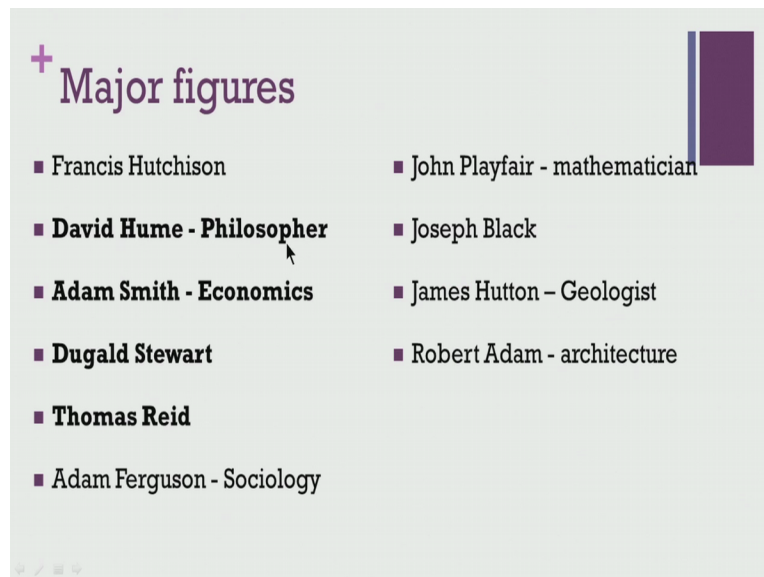 Major figures
Francis Hutchison
David Hume - Philosopher
Adam Smith - Economics
Dugald Stewart
Thomas Reid
Adam Ferguson - Sociology
John Playfair - mathematician
Joseph Black
James Hutton – Geologist
Robert Adam - architecture